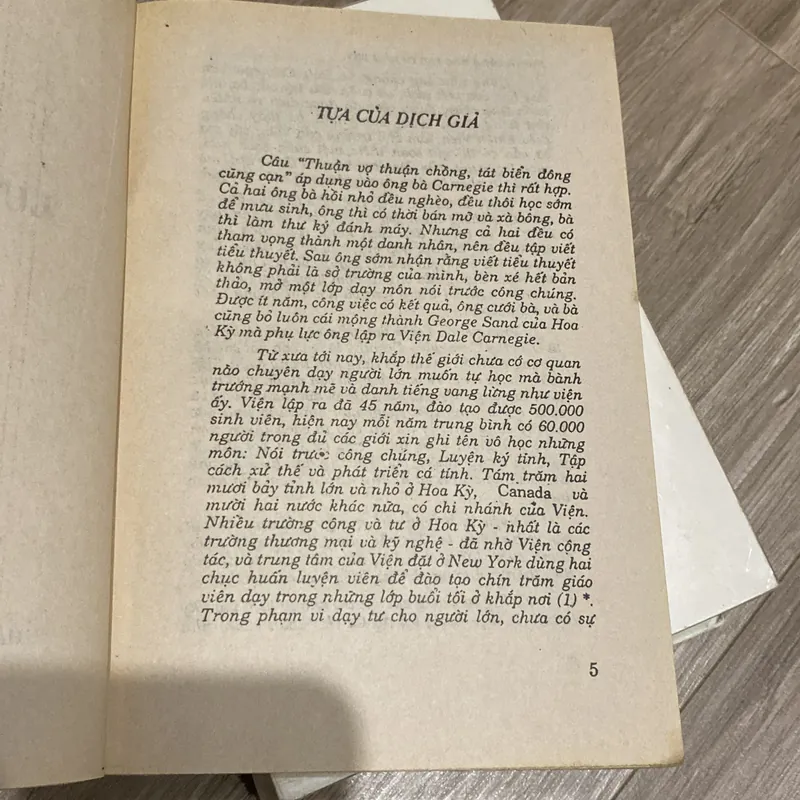 TỰA CỦA DỊCH GIẢ
Câu “Thuận vợ thuận chồng, tát biển đông
cũng cạn” áp dụng vào ông bà Carnegie thì rất hợp.
Cả hai ông bà hồi nhỏ đều nghèo, đều thôi học sớm
để mưu sinh, ông thì có thời bán mỡ và xà bông, bà
thì làm thư ký đánh máy. Nhưng cả hai đều có
tham vọng thành một danh nhân, nên đều tập viết
tiểu thuyết. Sau ông sớm nhận rằng viết tiểu thuyết
không phải là sở trường của mình, bèn xé hết bản
thảo, mở một lớp dạy môn nói trước công chúng.
Được ít năm, công việc có kết quả, ông cưới bà, và bà
cũng bỏ luôn cái mộng thành George Sand của Hoa
Kỳ mà phụ lực ông lập ra Viện Dale Carnegie.
Từ xưa tới nay, khắp thế giới chưa có cơ quan
nào chuyên dạy người lớn muốn tự học mà bành
trướng mạnh mẽ và danh tiếng vang lừng như viện
ấy. Viện lập ra đã 45 năm, đào tạo được 500.000
sinh viên, hiện nay mỗi năm trung bình có 60.000
người trong đủ các giới xin ghi tên vô học những
môn: Nói trước công chúng, Luyện ký tính, Tập
cách xử thế và phát triển cá tính. Tám trăm hai
mươi bảy tỉnh lớn và nhỏ ở Hoa Kỳ, Canada và
mười hai nước khác nữa, có chi nhánh của Viện.
Nhiều trường công và tư ở Hoa Kỳ - nhất là các
trường thương mại và kỹ nghệ - đã nhờ Viện cộng
tác, và trung tâm của Viện đặt ở New York dùng hai
chục huấn luyện viên để đào tạo chín trăm giáo
viên dạy trong những lớp buổi tối ở khắp nơi (1) *.
Trong phạm vi dạy tư cho người lớn, chưa có sự
5